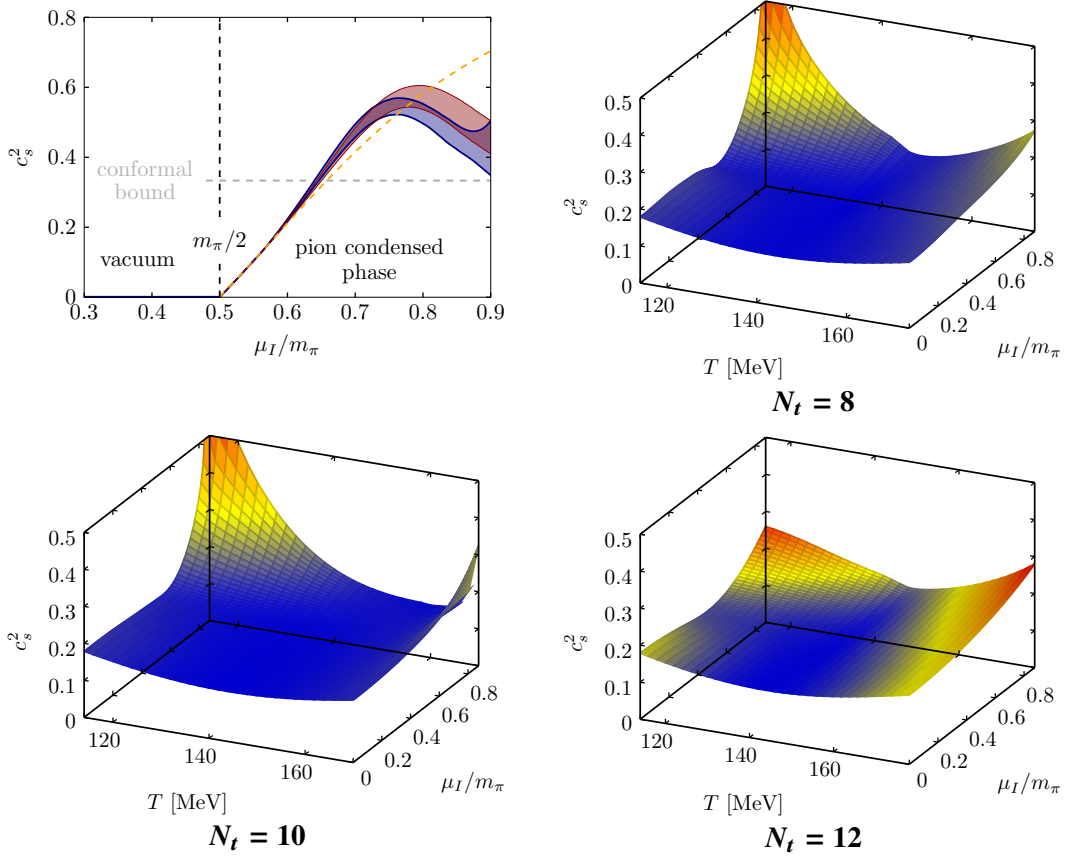 0.8
0.6
0.4
0.2
0
c_s^2
conformal
bound
m_π/2
vacuum
pion condensed
phase
0.3 0.4 0.5 0.6 0.7 0.8 0.9
μ_I/m_π
0.5
0.4
0.3
0.2
0.1
0
c_s^2
120 140 160
T [MeV]
0 0.2 0.4 0.6 0.8
μ_I/m_π
N_t = 8
0.5
0.4
0.3
0.2
0.1
0
c_s^2
120 140 160
T [MeV]
0 0.2 0.4 0.6 0.8
μ_I/m_π
N_t = 10
0.5
0.4
0.3
0.2
0.1
0
c_s^2
120 140 160
T [MeV]
0 0.2 0.4 0.6 0.8
μ_I/m_π
N_t = 12